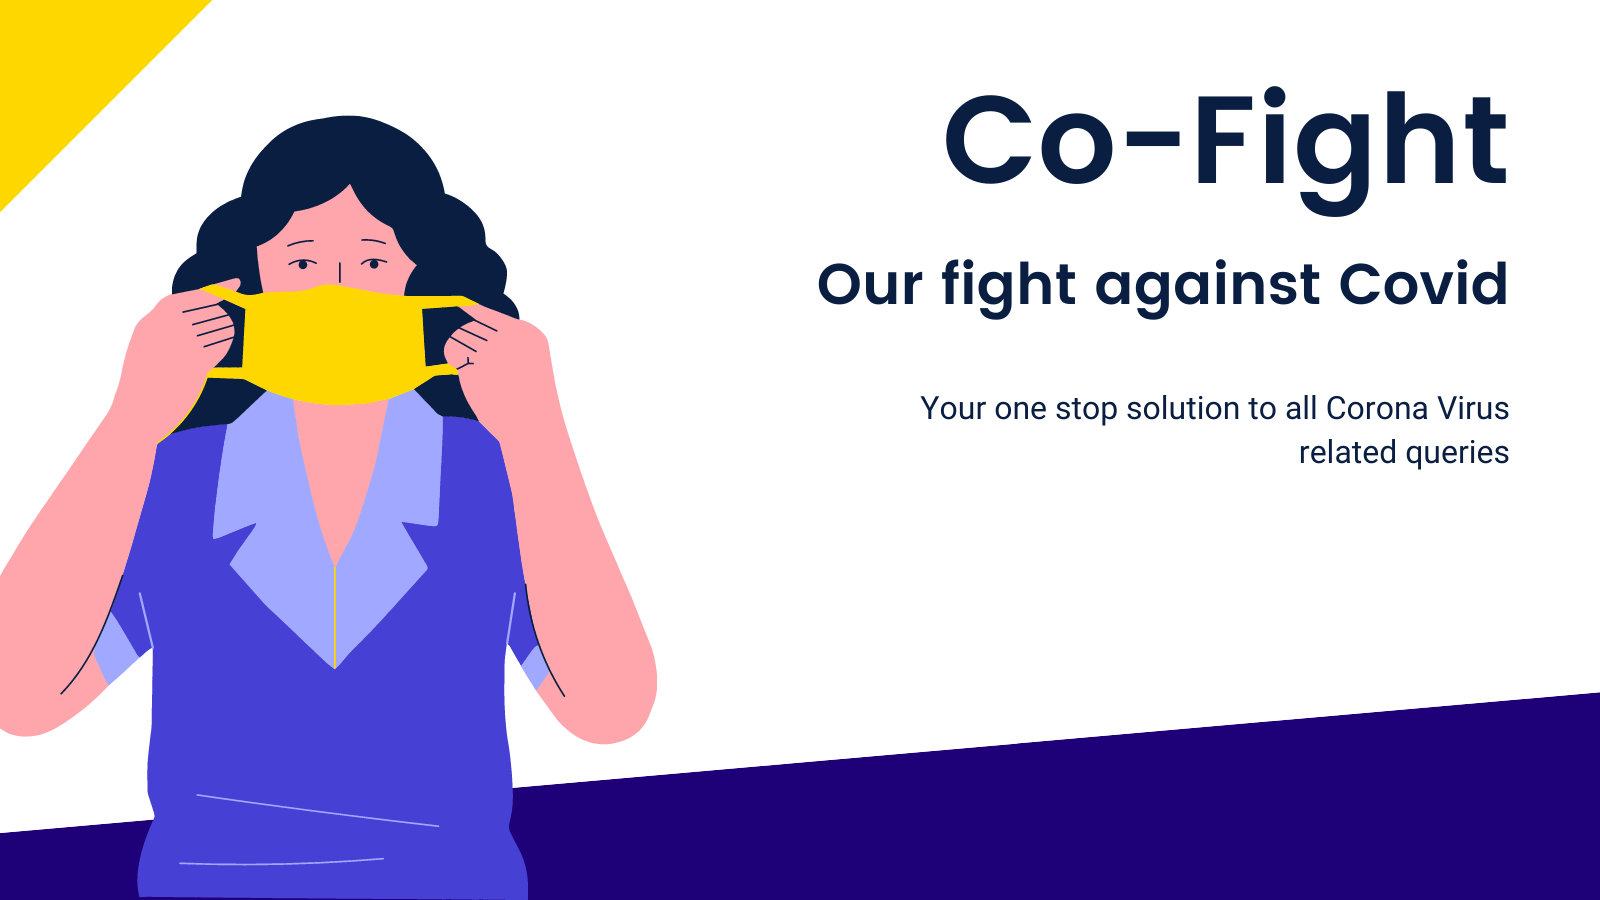 Co-Fight
Our fight against Covid
Your one stop solution to all Corona Virus
related queries